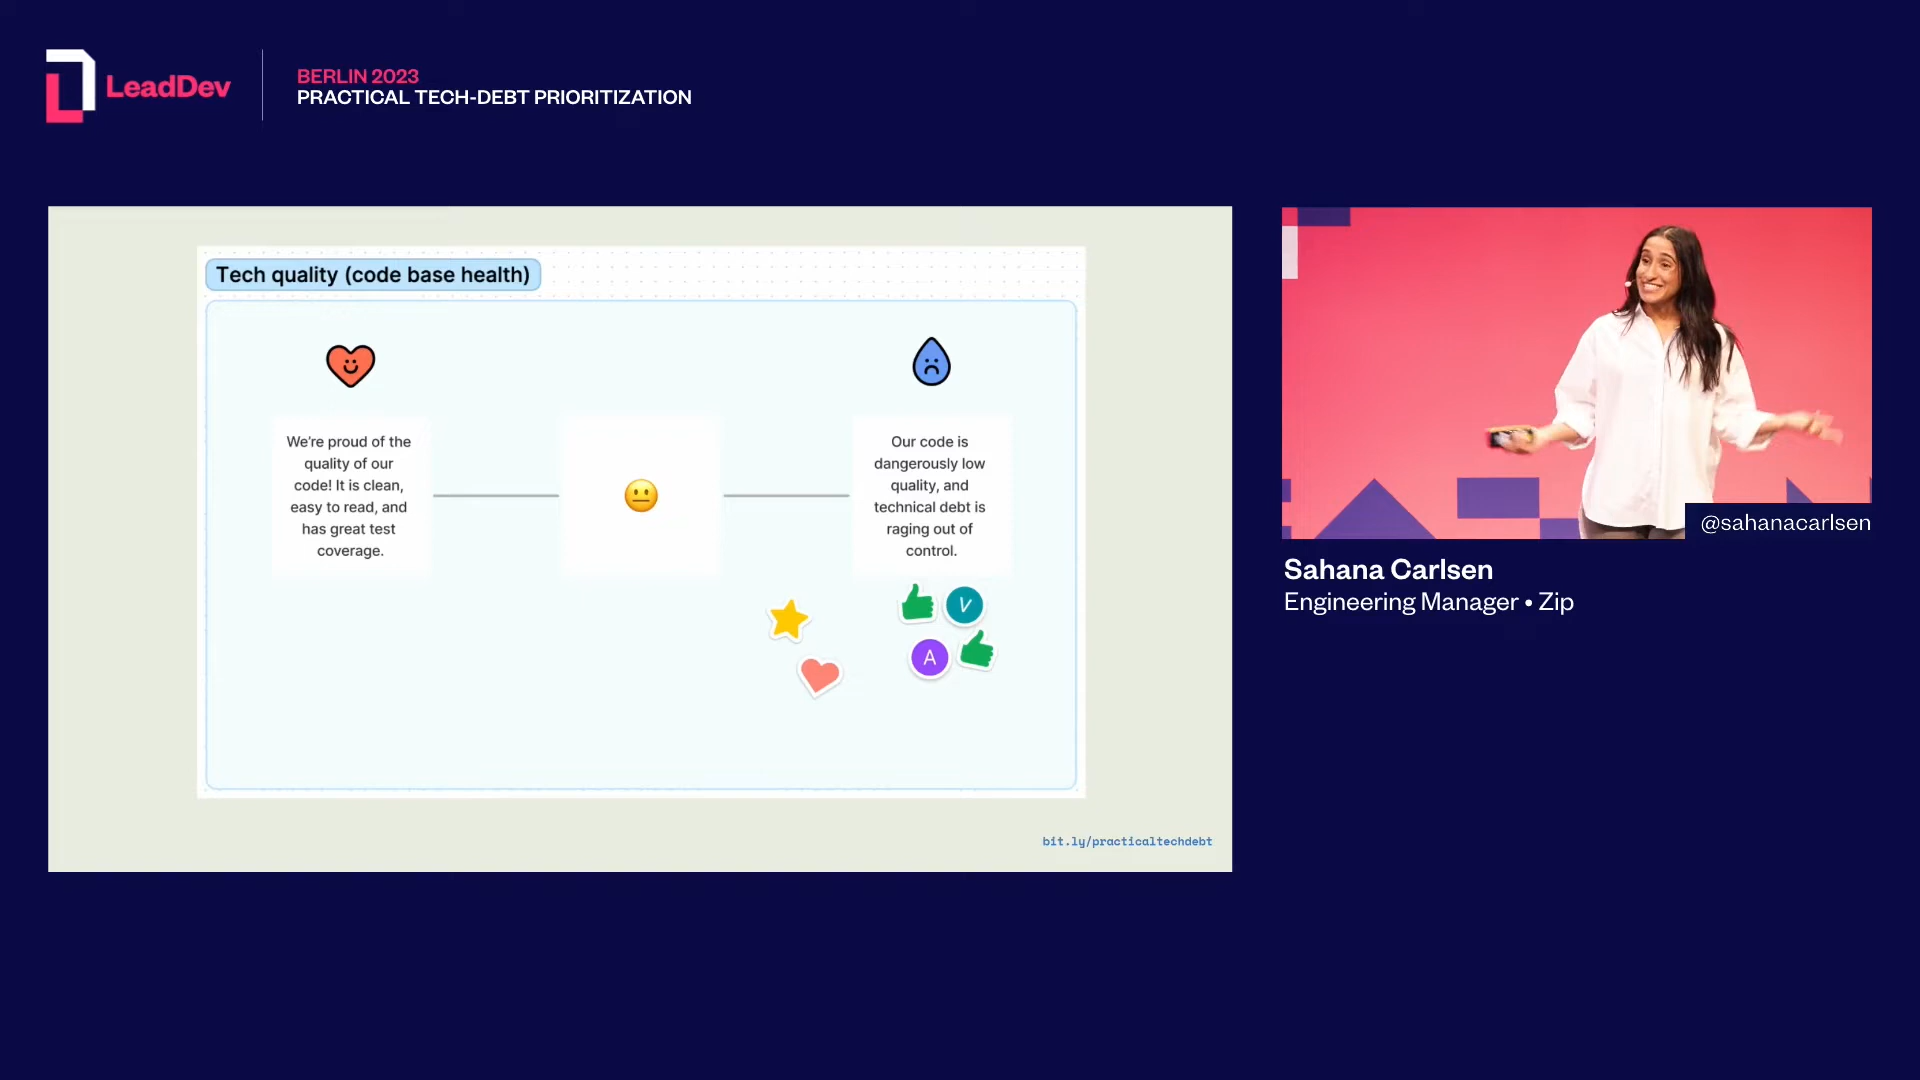 LeadDev
BERLIN 2023
PRACTICAL TECH-DEBT PRIORITIZATION
Tech quality (code base health)
We're proud of the
quality of our
code! It is clean,
easy to read, and
has great test
coverage.
Our code is
dangerously low
quality, and
technical debt is
raging out of
control.
V
A
bit.ly/practicaltechdebt
@sahanacarlsen
Sahana Carlsen
Engineering Manager • Zip